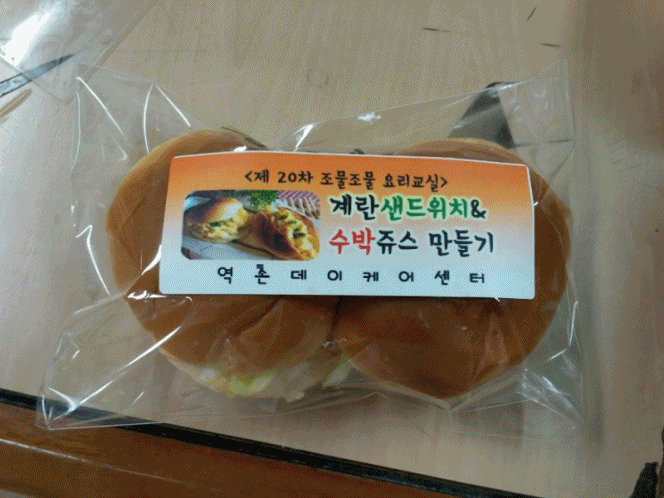 <제 20차 조물조물 요리교실>
계란샌드위치&
수박쥬스 만들기
역촌데이케어센터